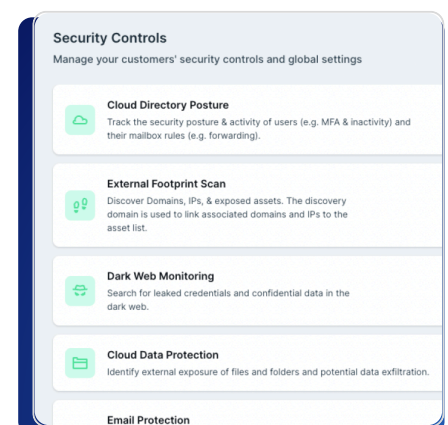 Security Controls
Manage your customers' security controls and global settings
Cloud Directory Posture
Track the security posture & activity of users (e.g. MFA & inactivity) and
their mailbox rules (e.g. forwarding).
External Footprint Scan
Discover Domains, IPs, & exposed assets. The discovery
domain is used to link associated domains and IPs to the
asset list.
Dark Web Monitoring
Search for leaked credentials and confidential data in the
dark web.
Cloud Data Protection
Identify external exposure of files and folders and potential data exfiltration.
Email Protection